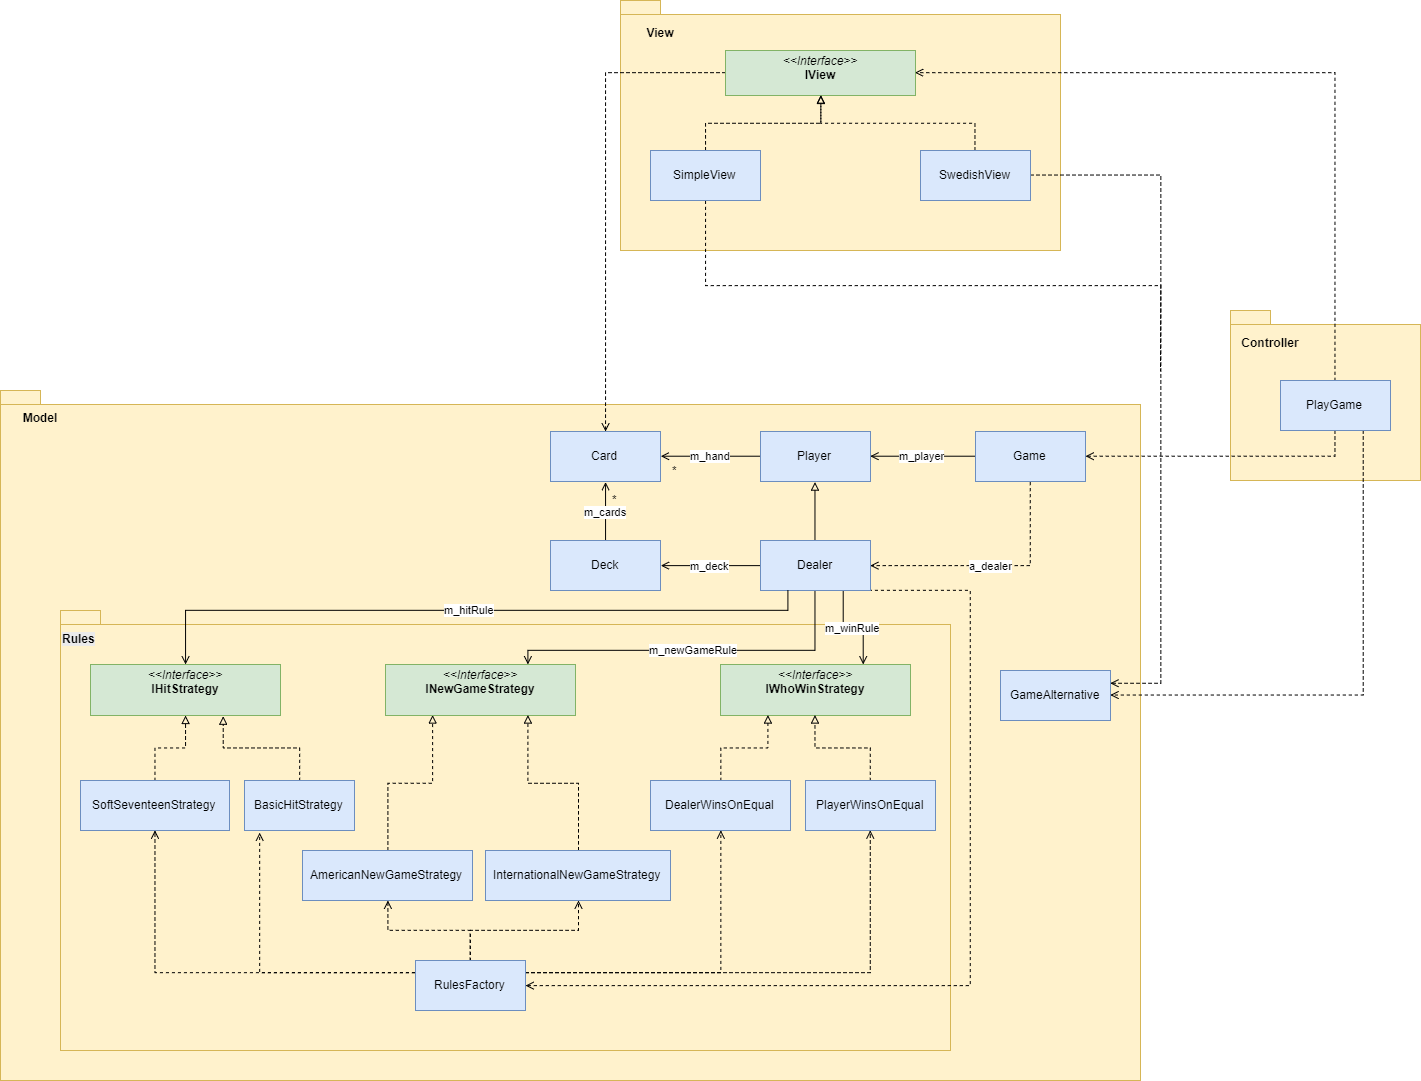 View
<<Interface>>
IView
SimpleView
SwedishView
Controller
PlayGame
Model
Card
m_hand
*
Player
m_player
Game
*
m_cards
Deck
m_deck
Dealer
a_dealer
m_hitRule
m_winRule
Rules
m_newGameRule
<<Interface>>
IHitStrategy
<<Interface>>
INewGameStrategy
<<Interface>>
IWhoWinStrategy
GameAlternative
SoftSeventeenStrategy
BasicHitStrategy
DealerWinsOnEqual
PlayerWinsOnEqual
AmericanNewGameStrategy
InternationalNewGameStrategy
RulesFactory